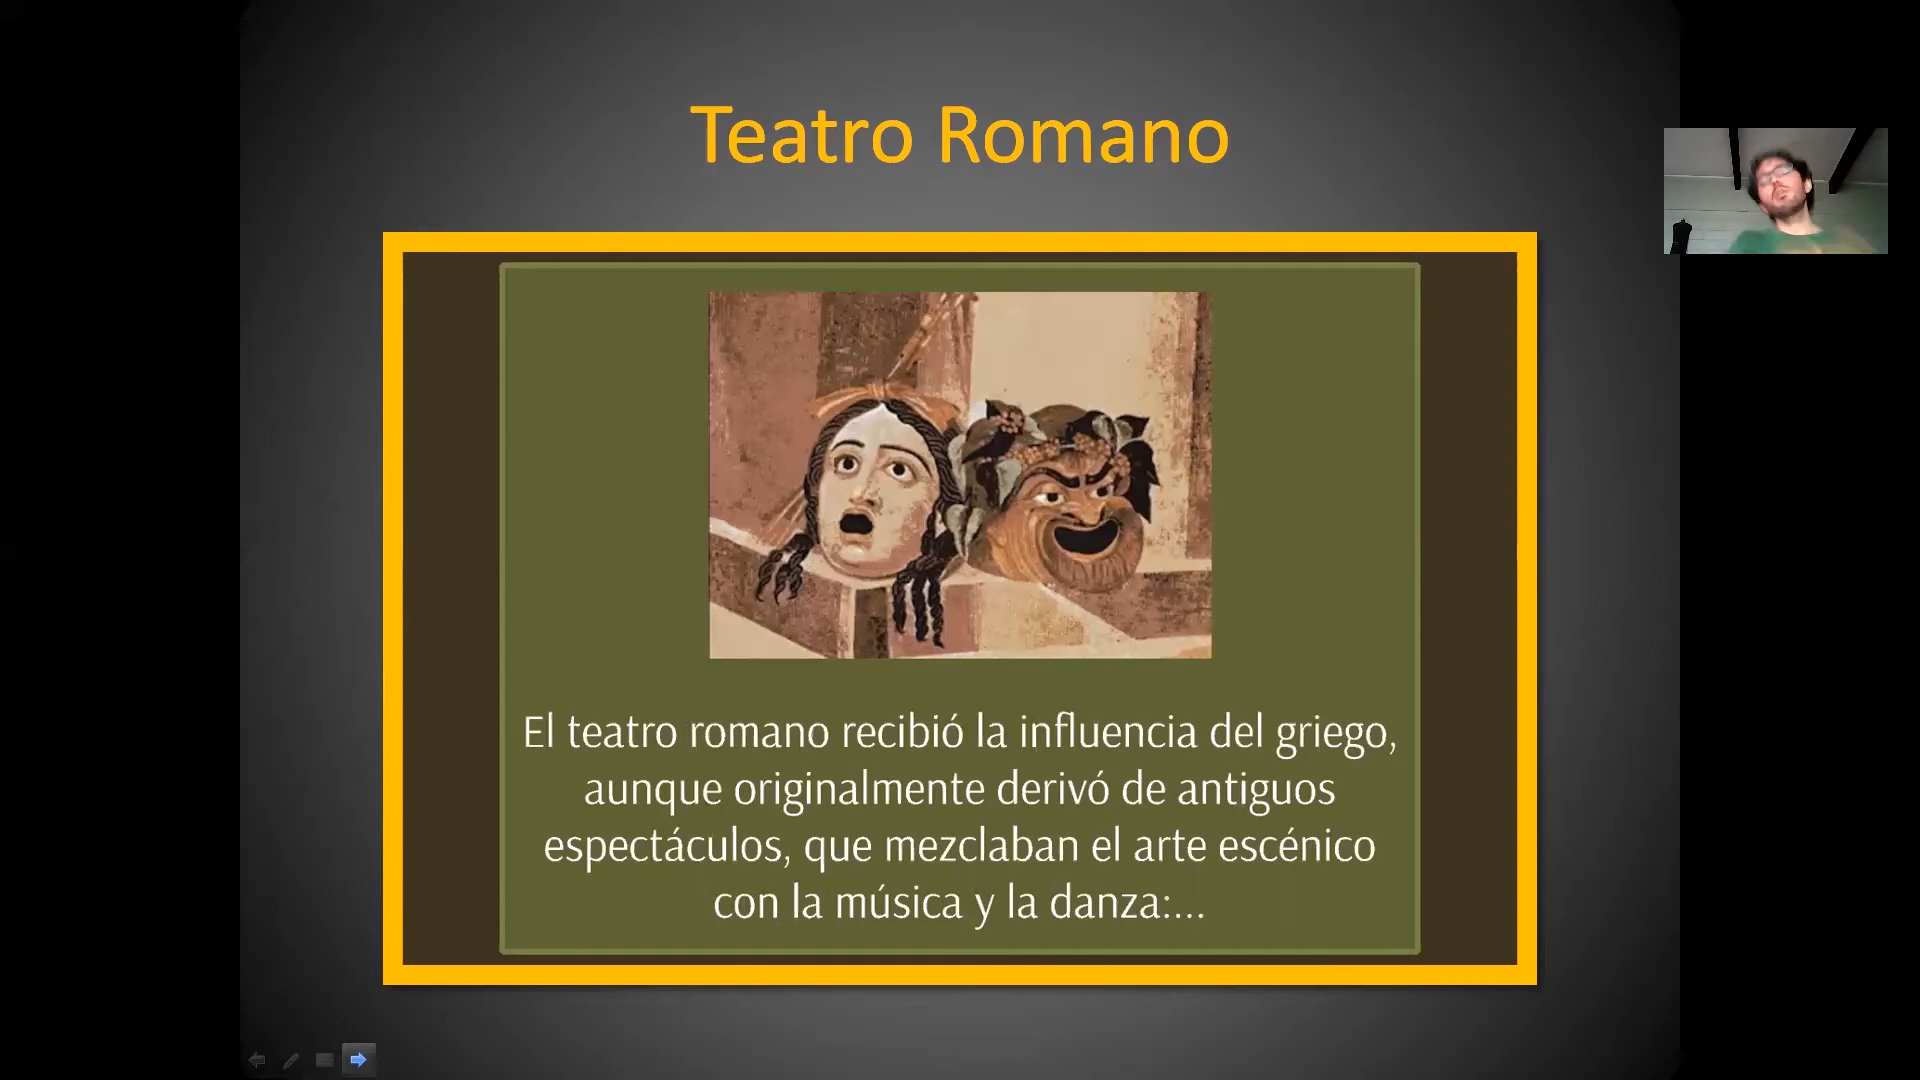 Teatro Romano
El teatro romano recibió la influencia del griego,
aunque originalmente derivó de antiguos
espectáculos, que mezclaban el arte escénico
con la música y la danza:...